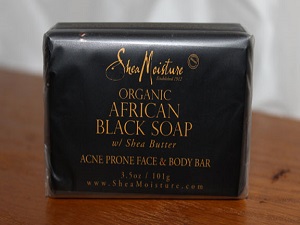 SheaMoisture
Established 1912
ORGANIC
AFRICAN
BLACK SOAP
w/ Shea Butter
ACNE PRONE FACE & BODY BAR
3.5oz / 101g
www.SheaMoisture.com